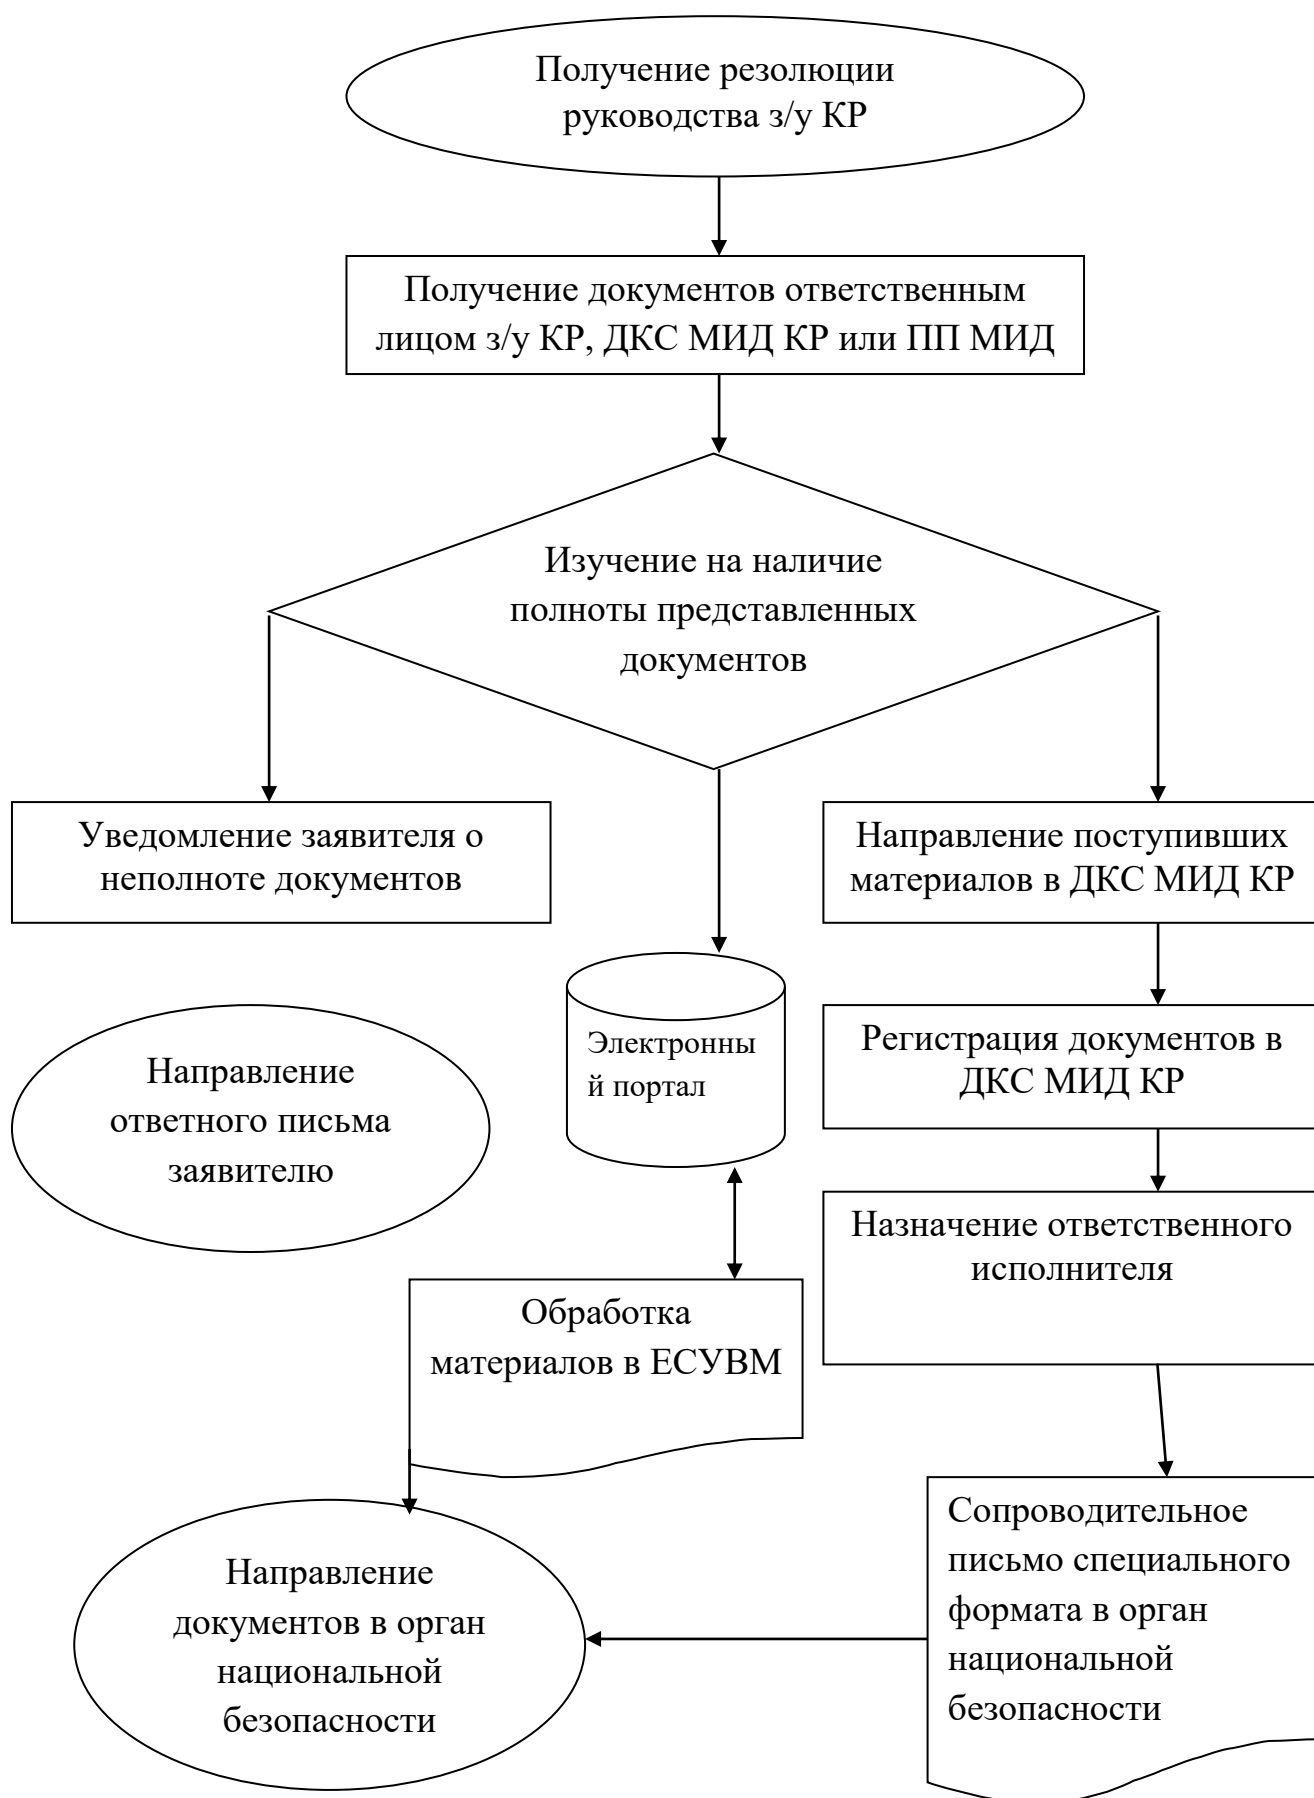 Получение резолюции
руководства з/у КР
Получение документов ответственным
лицом з/у КР, ДКС МИД КР или ПП МИД
Изучение на наличие
полноты представленных
документов
Уведомление заявителя о
неполноте документов
Направление поступивших
материалов в ДКС МИД КР
Электронны
й портал
Регистрация документов в
ДКС МИД КР
Направление
ответного письма
заявителю
Назначение ответственного
исполнителя
Обработка
материалов в ЕСУВМ
Сопроводительное
письмо специального
формата в орган
национальной
безопасности
Направление
документов в орган
национальной
безопасности